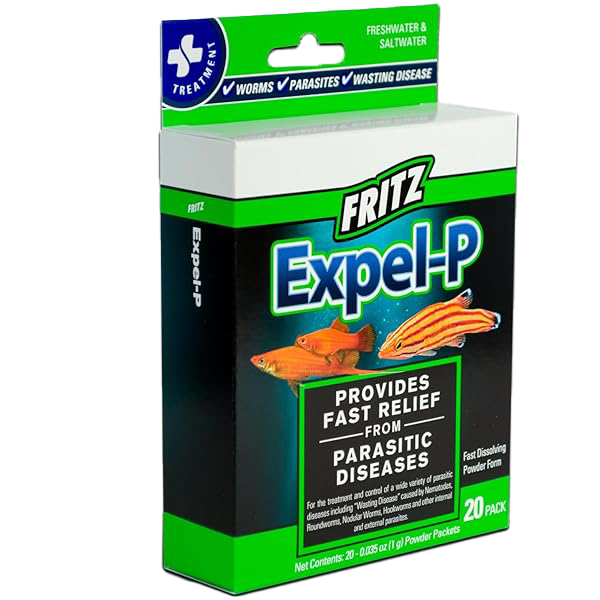 FRESHWATER &
SALTWATER
TREATMENT
✓WORMS ✓PARASITES ✓WASTING DISEASE
FRITZ
Expel-P
FRITZ
Expel-P
PROVIDES
FAST RELIEF
FROM
PARASITIC
DISEASES
For the treatment and control of a wide variety of parasitic
diseases including "Wasting Disease" caused by Nematodes,
Roundworms, Nodular Worms, Hookworms and other internal
and external parasites.
Fast Dissolving
Powder Form
20 PACK
Net Contents: 20 - 0.035 oz (1 g) Powder Packets